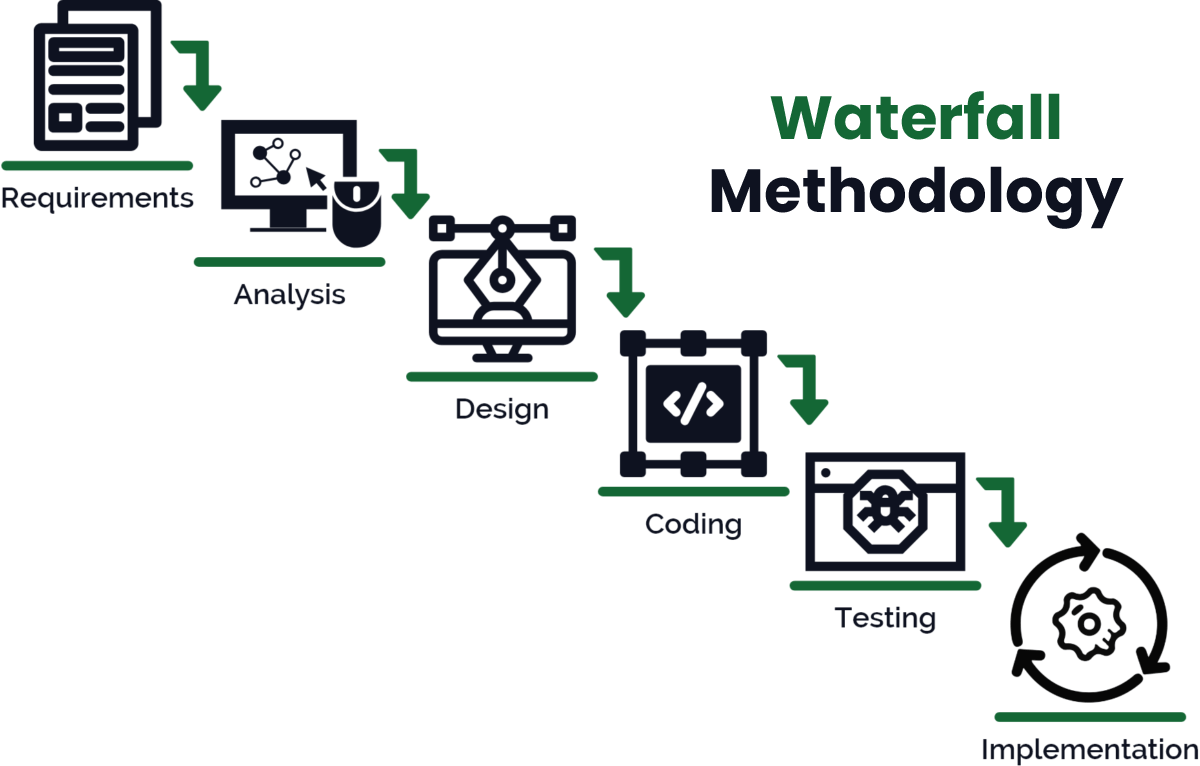 Waterfall
Methodology
Requirements
Analysis
Design
</>
Coding
Testing
Implementation